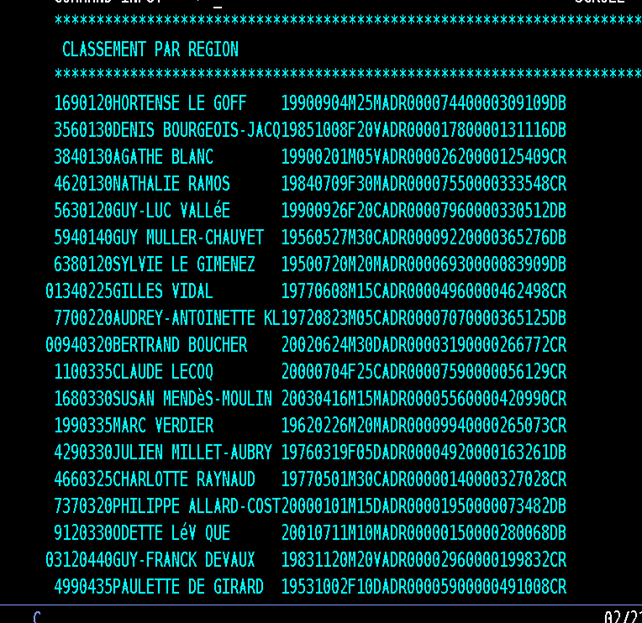 ************************************************************************
CLASSEMENT PAR REGION
************************************************************************
1690120HORTENSE LE GOFF    19900904M25MADR00007440000309109DB
3560130DENIS BOURGEOIS-JACQ19851008F20VADR00001780000131116DB
3840130AGATHE BLANC        19900201M05VADR00002620000125409CR
4620130NATHALIE RAMOS      19840709F30MADR00007550000333548CR
5630120GUY-LUC VALLéE      19900926F20CADR00007960000330512DB
5940140GUY MULLER-CHAUVET  19560527M30CADR00009220000365276DB
6380120SYLVIE LE GIMENEZ   19500720M20MADR00006930000083909DB
01340225GILLES VIDAL        19770608M15CADR00004960000462498CR
7700220AUDREY-ANTOINETTE KL19720823M05CADR00007070000365125DB
00940320BERTRAND BOUCHER    20020624M30DADR00003190000266772CR
1100335CLAUDE LECOQ        20000704F25CADR00007590000056129CR
1680330SUSAN MENDèS-MOULIN 20030416M15MADR00005560000420990CR
1990335MARC VERDIER        19620226M20MADR00009940000265073CR
4290330JULIEN MILLET-AUBRY 19760319F05DADR00004920000163261DB
4660325CHARLOTTE RAYNAUD   19770501M30CADR00000140000327028CR
7370320PHILIPPE ALLARD-COST20000101M15DADR00001950000073482DB
9120330ODETTE LéV QUE      20010711M10MADR00000150000280068DB
03120440GUY-FRANCK DEVAUX   19831120M20VADR00002960000199832CR
4990435PAULETTE DE GIRARD  19531002F10DADR0000590000491008CR
C